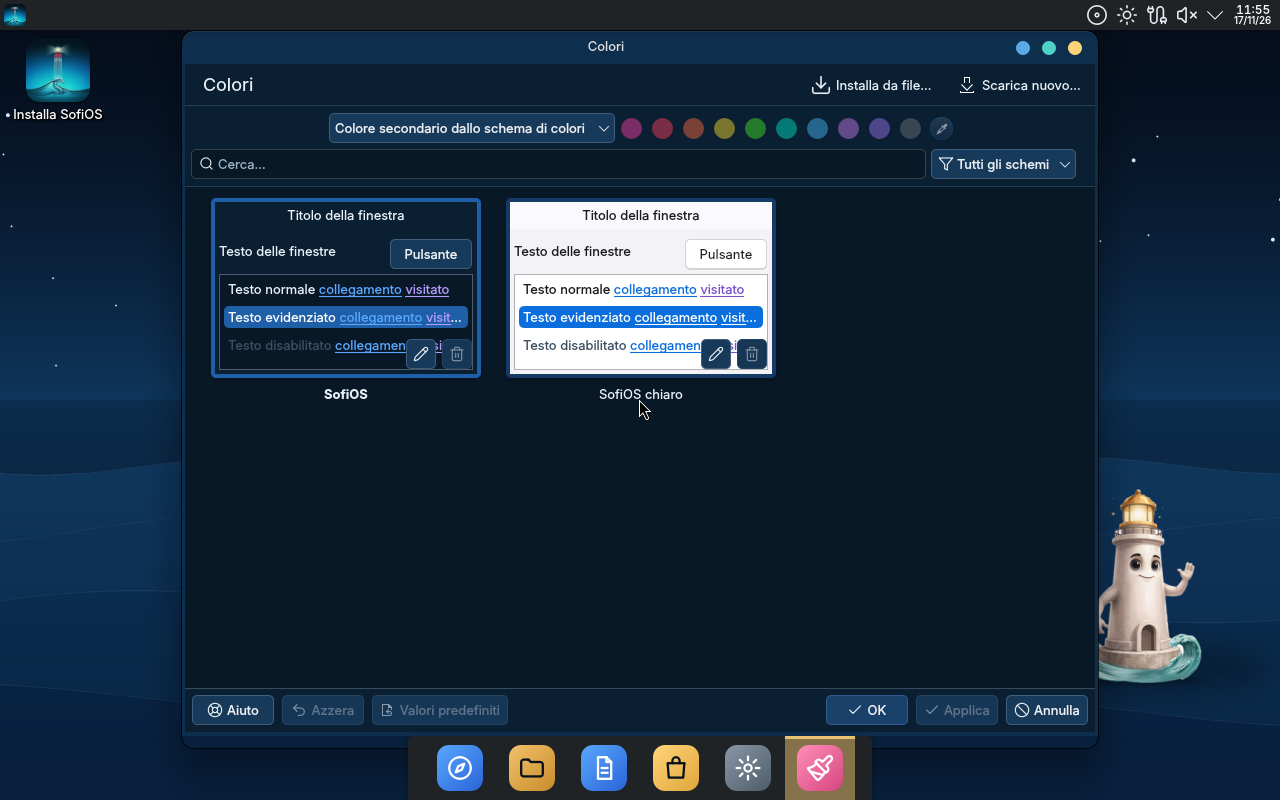 11:55
17/11/26
Installa SofiOS
Colori
Colori
Installa da file...
Scarica nuovo...
Colore secondario dallo schema di colori
Cerca...
Tutti gli schemi
Titolo della finestra
Testo delle finestre
Pulsante
Testo normale collegamento visitato
Testo evidenziato collegamento visit...
Testo disabilitato collegamen
SofiOS
Titolo della finestra
Testo delle finestre
Pulsante
Testo normale collegamento visitato
Testo evidenziato collegamento visit...
Testo disabilitato collegamen
SofiOS chiaro
Aiuto
Azzera
Valori predefiniti
OK
Applica
Annulla